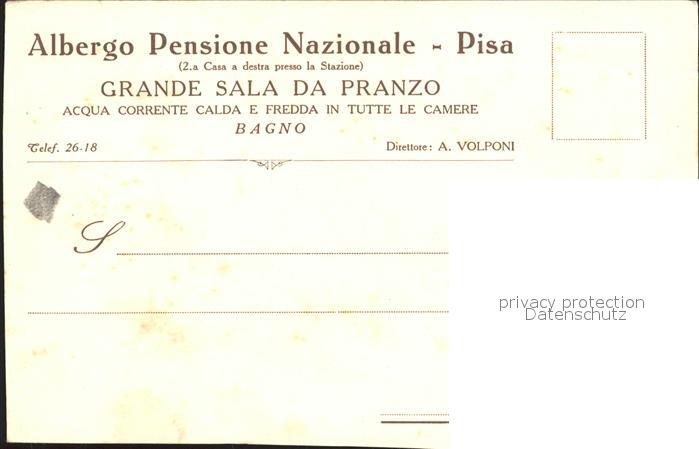 Albergo Pensione Nazionale - Pisa
(2.a Casa a destra presso la Stazione)
GRANDE SALA DA PRANZO
ACQUA CORRENTE CALDA E FREDDA IN TUTTE LE CAMERE
BAGNO
Telef. 26-18 Direttore: A. VOLPONI
S
privacy protection
Datenschutz